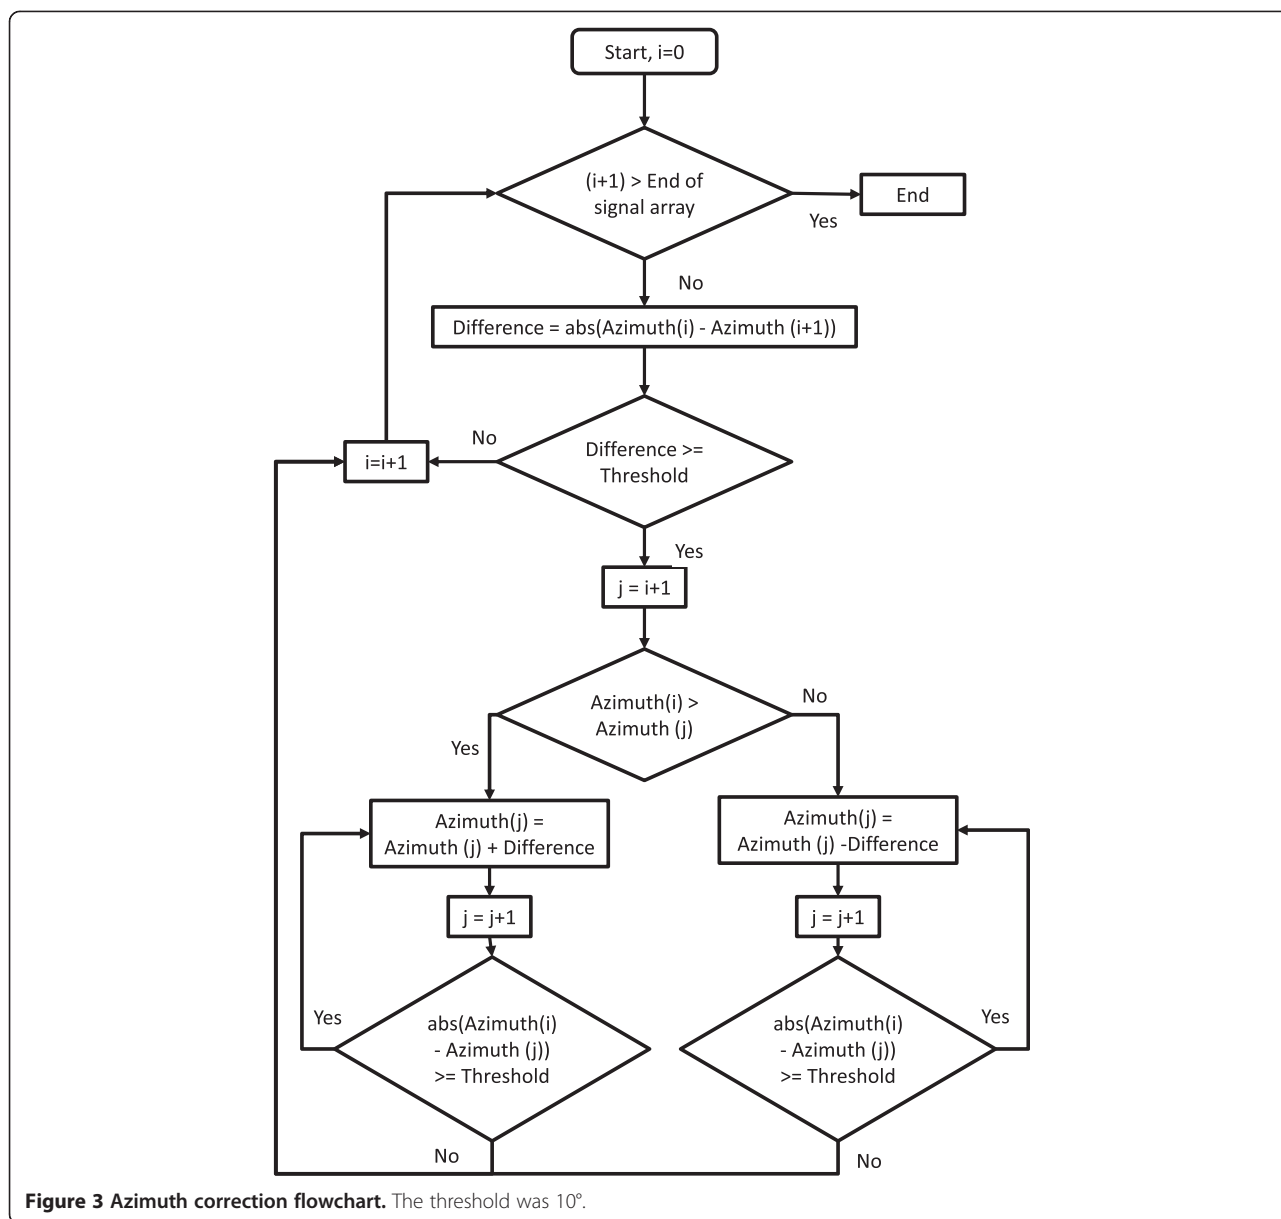 Start, i=0
(i+1) > End of
signal array
Yes
End
No
Difference = abs(Azimuth(i) - Azimuth (i+1))
No
Difference >=
Threshold
i=i+1
Yes
j = i+1
Azimuth(i) >
Azimuth (j)
No
Yes
Azimuth(j) =
Azimuth (j) + Difference
Azimuth(j) =
Azimuth (j) -Difference
j = j+1
j = j+1
Yes
abs(Azimuth(i)
- Azimuth (j))
>= Threshold
abs(Azimuth(i)
- Azimuth (j))
>= Threshold
Yes
No
No
Figure 3 Azimuth correction flowchart. The threshold was 10°.